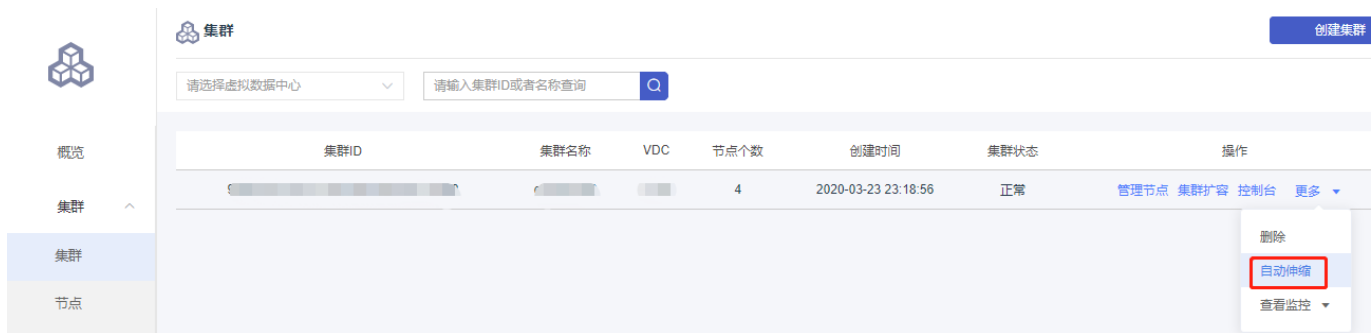 集群
创建集群
请选择虚拟数据中心
请输入集群ID或者名称查询
概览
集群ID 集群名称 VDC 节点个数 创建时间 集群状态 操作
4 2020-03-23 23:18:56 正常 管理节点 集群扩容 控制台 更多
集群
删除
集群
自动伸缩
节点
查看监控